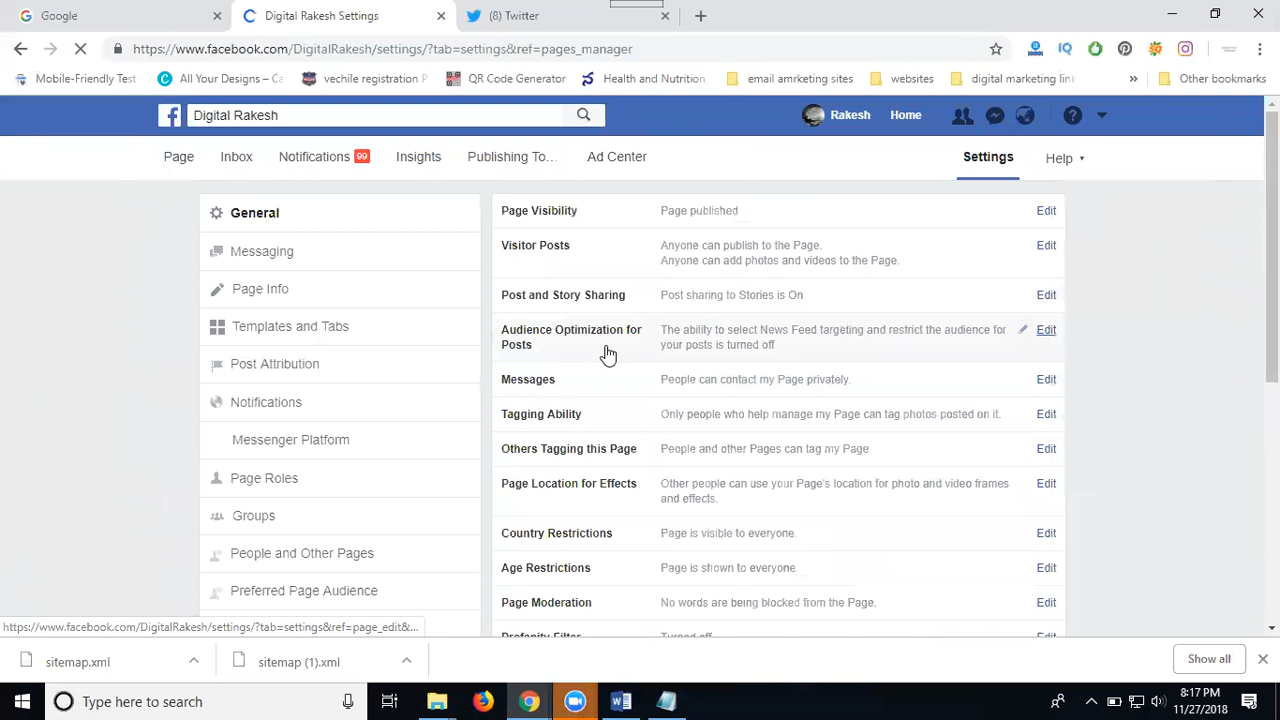 Google
Digital Rakesh Settings
(8) Twitter
https://www.facebook.com/DigitalRakesh/settings/?tab=settings&ref=pages_manager
Mobile-Friendly Test
All Your Designs – Ca
vechile registration P
QR Code Generator
Health and Nutrition
email amrketing sites
websites
digital marketing link
Other bookmarks
Digital Rakesh
Rakesh
Home
Page
Inbox
Notifications 99
Insights
Publishing To...
Ad Center
Settings
Help
General
Messaging
Page Info
Templates and Tabs
Post Attribution
Notifications
Messenger Platform
Page Roles
Groups
People and Other Pages
Preferred Page Audience
Page Visibility Page published Edit
Visitor Posts Anyone can publish to the Page. Edit
Anyone can add photos and videos to the Page.
Post and Story Sharing Post sharing to Stories is On Edit
Audience Optimization for The ability to select News Feed targeting and restrict the audience for Edit
Posts your posts is turned off
Messages People can contact my Page privately. Edit
Tagging Ability Only people who help manage my Page can tag photos posted on it. Edit
Others Tagging this Page People and other Pages can tag my Page Edit
Page Location for Effects Other people can use your Page's location for photo and video frames Edit
and effects.
Country Restrictions Page is visible to everyone. Edit
Age Restrictions Page is shown to everyone Edit
Page Moderation No words are being blocked from the Page. Edit
Profanity Filter Turned off Edit
https://www.facebook.com/DigitalRakesh/settings/?tab=settings&ref=page_edit&...
sitemap.xml
sitemap (1).xml
Show all
Type here to search
8:17 PM
11/27/2018